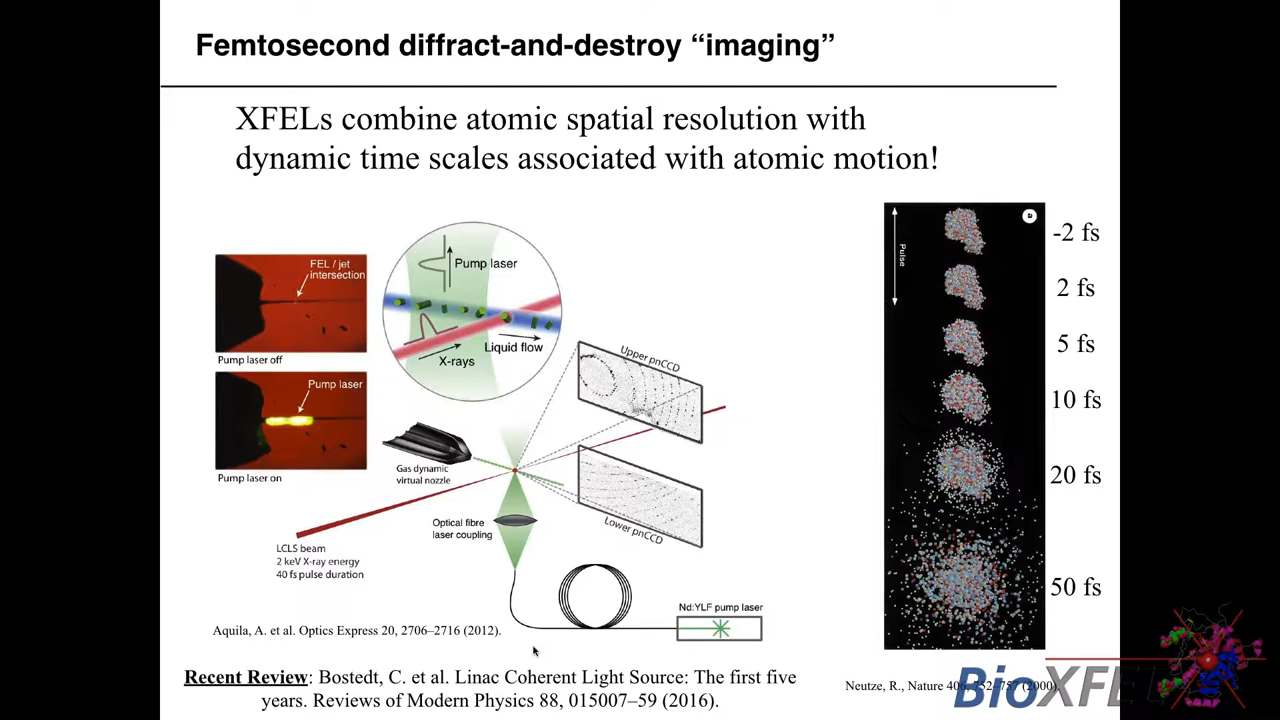 Femtosecond diffract-and-destroy “imaging”
XFELs combine atomic spatial resolution with
dynamic time scales associated with atomic motion!
FEL / jet
intersection
Pump laser off
Pump laser
Pump laser on
Pump laser
Liquid flow
X-rays
Upper pnCCD
Gas dynamic
virtual nozzle
Lower pnCCD
Optical fibre
laser coupling
LCLS beam
2 keV X-ray energy
40 fs pulse duration
Nd:YLF pump laser
Aquila, A. et al. Optics Express 20, 2706–2716 (2012).
a
Pulse
-2 fs
2 fs
5 fs
10 fs
20 fs
50 fs
Recent Review: Bostedt, C. et al. Linac Coherent Light Source: The first five
years. Reviews of Modern Physics 88, 015007–59 (2016).
Neutze, R., Nature 406, 752–757 (2000).
BioXFEL